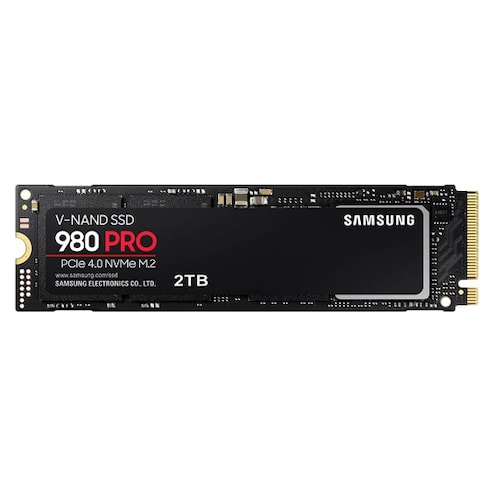 V-NAND SSD
980 PRO
PCIe 4.0 NVMe M.2
www.samsung.com/ssd
SAMSUNG ELECTRONICS CO., LTD.
2TB
SAMSUNG